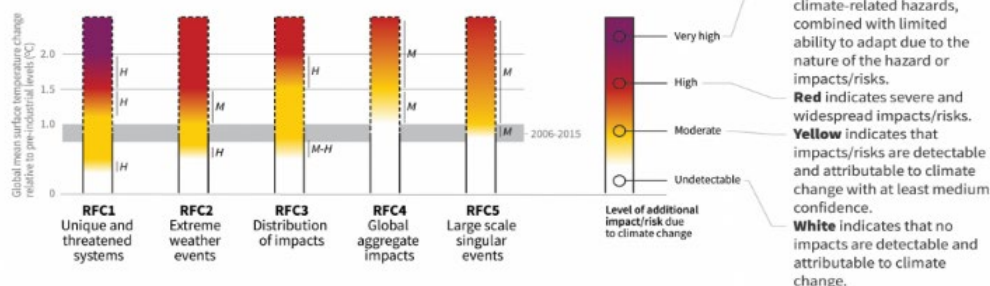 Global mean surface temperature change
relative to pre-industrial levels (°C)
2.0
1.5
1.0
0
H
H
H
M
H
H
M-H
M
M
M
M
2006-2015
RFC1
Unique and
threatened
systems
RFC2
Extreme
weather
events
RFC3
Distribution
of impacts
RFC4
Global
aggregate
impacts
RFC5
Large scale
singular
events
Very high
High
Moderate
Undetectable
Level of additional
impact/risk due
to climate change
climate-related hazards,
combined with limited
ability to adapt due to the
nature of the hazard or
impacts/risks.
Red indicates severe and
widespread impacts/risks.
Yellow indicates that
impacts/risks are detectable
and attributable to climate
change with at least medium
confidence.
White indicates that no
impacts are detectable and
attributable to climate
change.